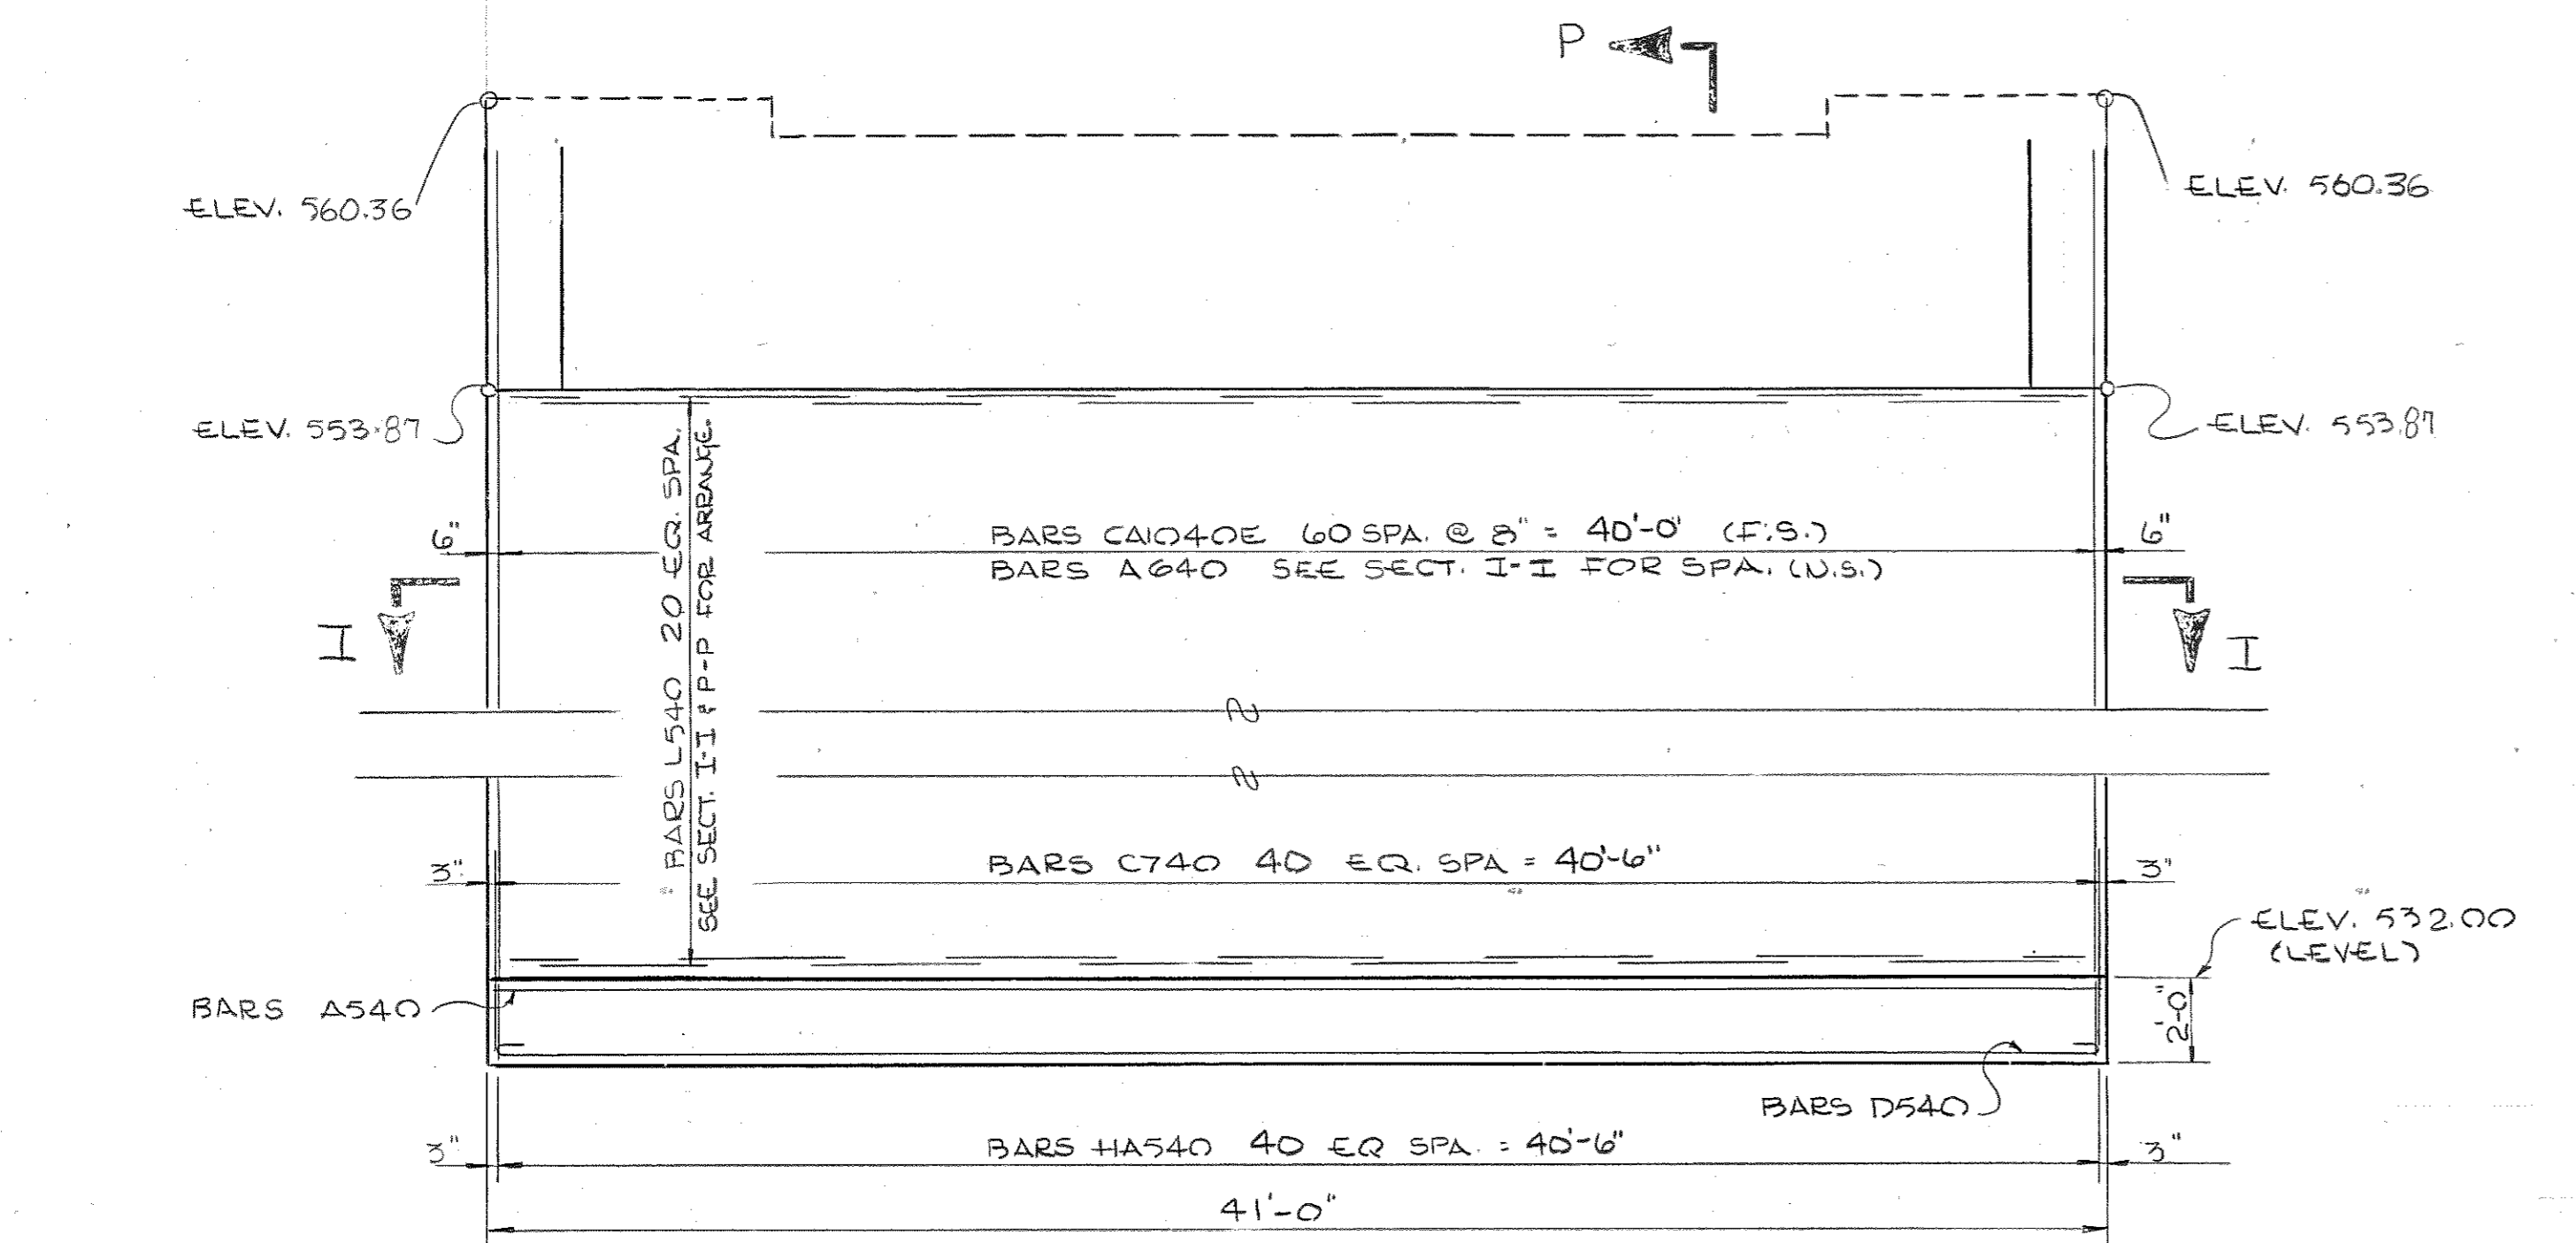 P
ELEV. 560.36
ELEV. 560.36
ELEV. 553.87
ELEV. 553.87
BARS L540 20 EQ. SPA.
SEE SECT. I-I & P-P FOR ARRANGE.
6"
BARS CA1040E 60 SPA. @ 8" = 40'-0" (F.S.)
6"
BARS A640 SEE SECT. I-I FOR SPA. (N.S.)
I
I
3"
BARS C740 40 EQ. SPA = 40'-6"
3"
ELEV. 532.00
(LEVEL)
BARS A540
2'-0"
BARS D540
3"
BARS HA540 40 EQ SPA. = 40'-6"
3"
41'-0"